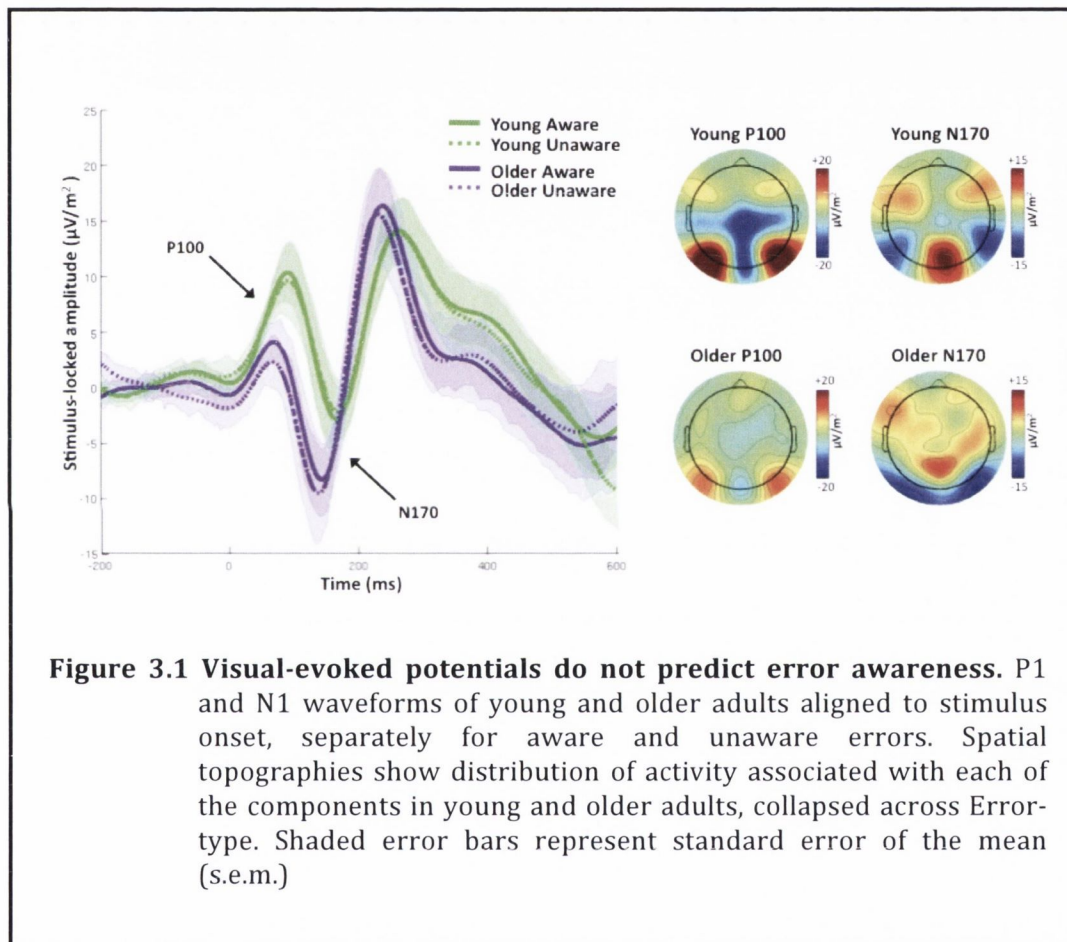 25
20
15
10
5
0
-5
-10
-15
-200
0
200
400
600
Stimulus-locked amplitude (µV/m²)
Time (ms)
P100
N170
Young Aware
Young Unaware
Older Aware
Older Unaware
Young P100
+20
µV/m²
-20
Young N170
+15
µV/m²
-15
Older P100
+20
µV/m²
-20
Older N170
+15
µV/m²
-15
Figure 3.1 Visual-evoked potentials do not predict error awareness. P1
and N1 waveforms of young and older adults aligned to stimulus
onset, separately for aware and unaware errors. Spatial
topographies show distribution of activity associated with each of
the components in young and older adults, collapsed across Error-
type. Shaded error bars represent standard error of the mean
(s.e.m.)